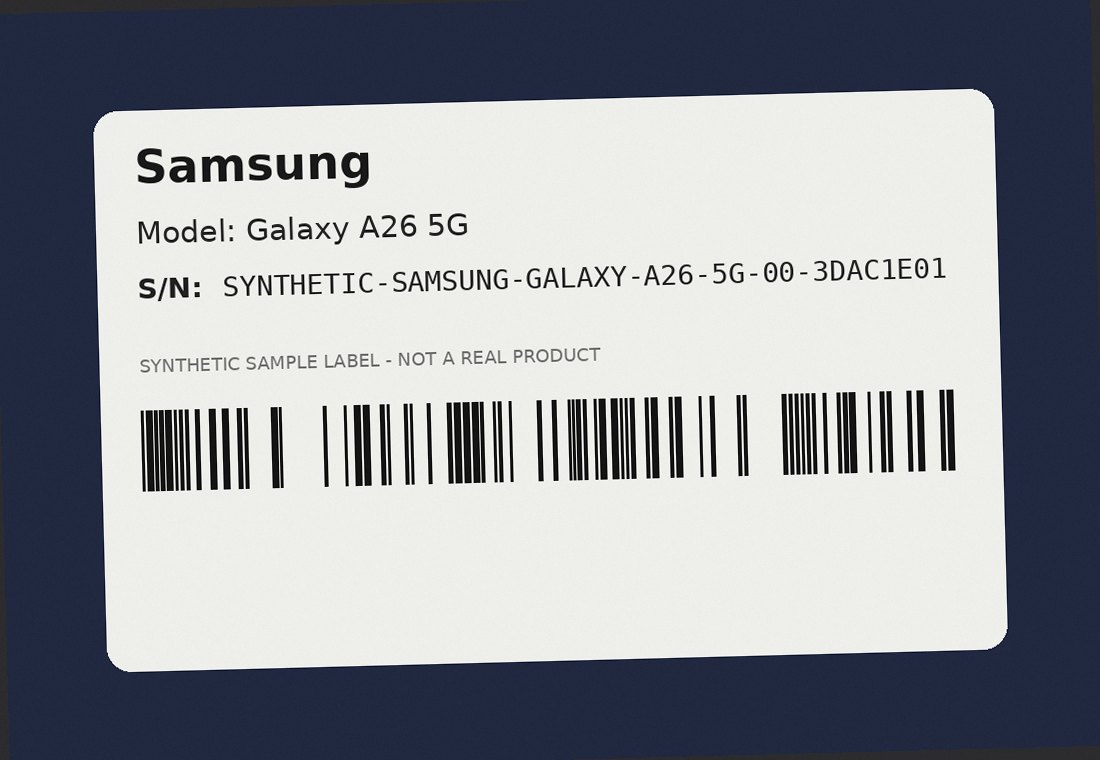 Samsung
Model: Galaxy A26 5G
S/N: SYNTHETIC-SAMSUNG-GALAXY-A26-5G-00-3DAC1E01
SYNTHETIC SAMPLE LABEL - NOT A REAL PRODUCT